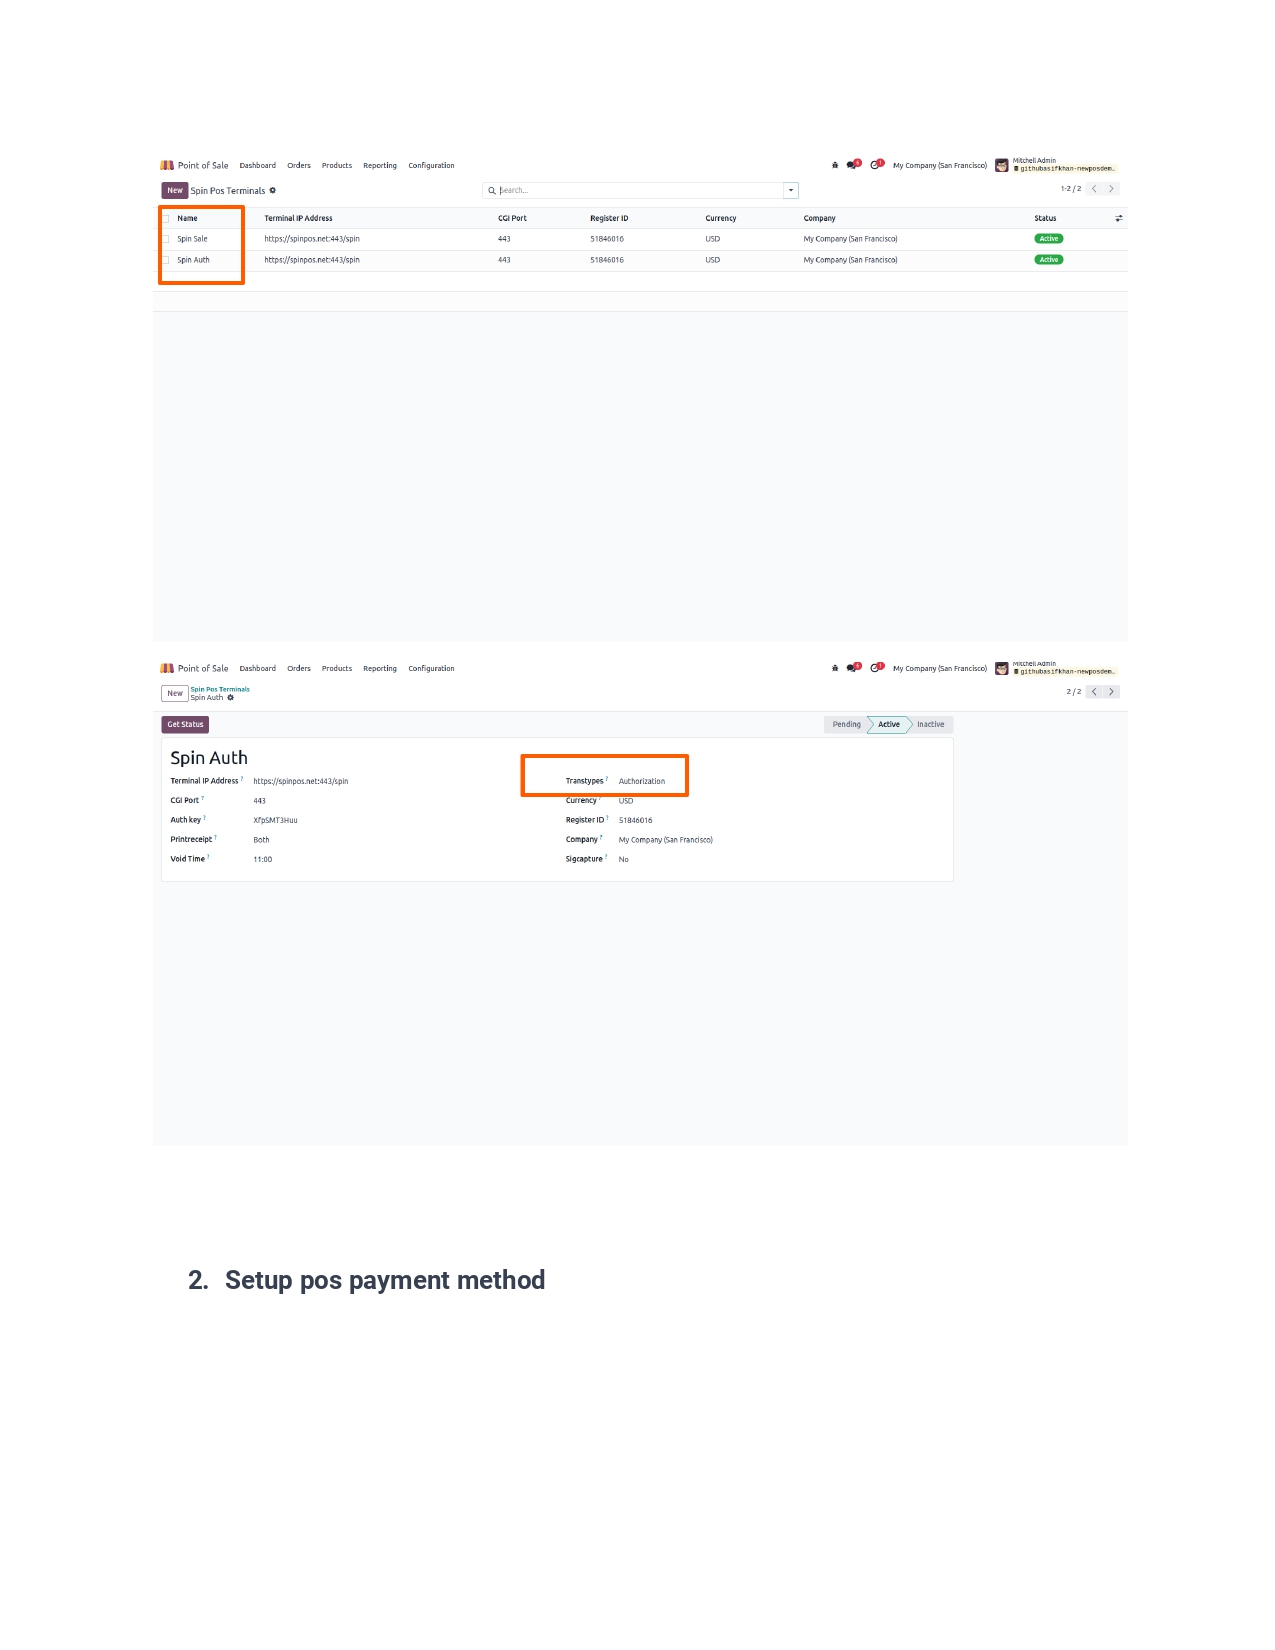 Point of Sale Dashboard Orders Products Reporting Configuration 6 1 My Company (San Francisco) Mitchell Admin
githubasifkhan-newposdem…
New Spin Pos Terminals Search... 1-2 / 2
Name Terminal IP Address CGI Port Register ID Currency Company Status
Spin Sale https://spinpos.net:443/spin 443 51846016 USD My Company (San Francisco) Active
Spin Auth https://spinpos.net:443/spin 443 51846016 USD My Company (San Francisco) Active
Point of Sale Dashboard Orders Products Reporting Configuration 6 1 My Company (San Francisco) Mitchell Admin
githubasifkhan-newposdem…
New Spin Pos Terminals 2 / 2
Spin Auth
Get Status Pending Active Inactive
Spin Auth
Terminal IP Address ? https://spinpos.net:443/spin Transtypes ? Authorization
CGI Port ? 443 Currency ? USD
Auth key ? XfpSMT3Huu Register ID ? 51846016
Printreceipt ? Both Company ? My Company (San Francisco)
Void Time ? 11:00 Sigcapture ? No
2. Setup pos payment method